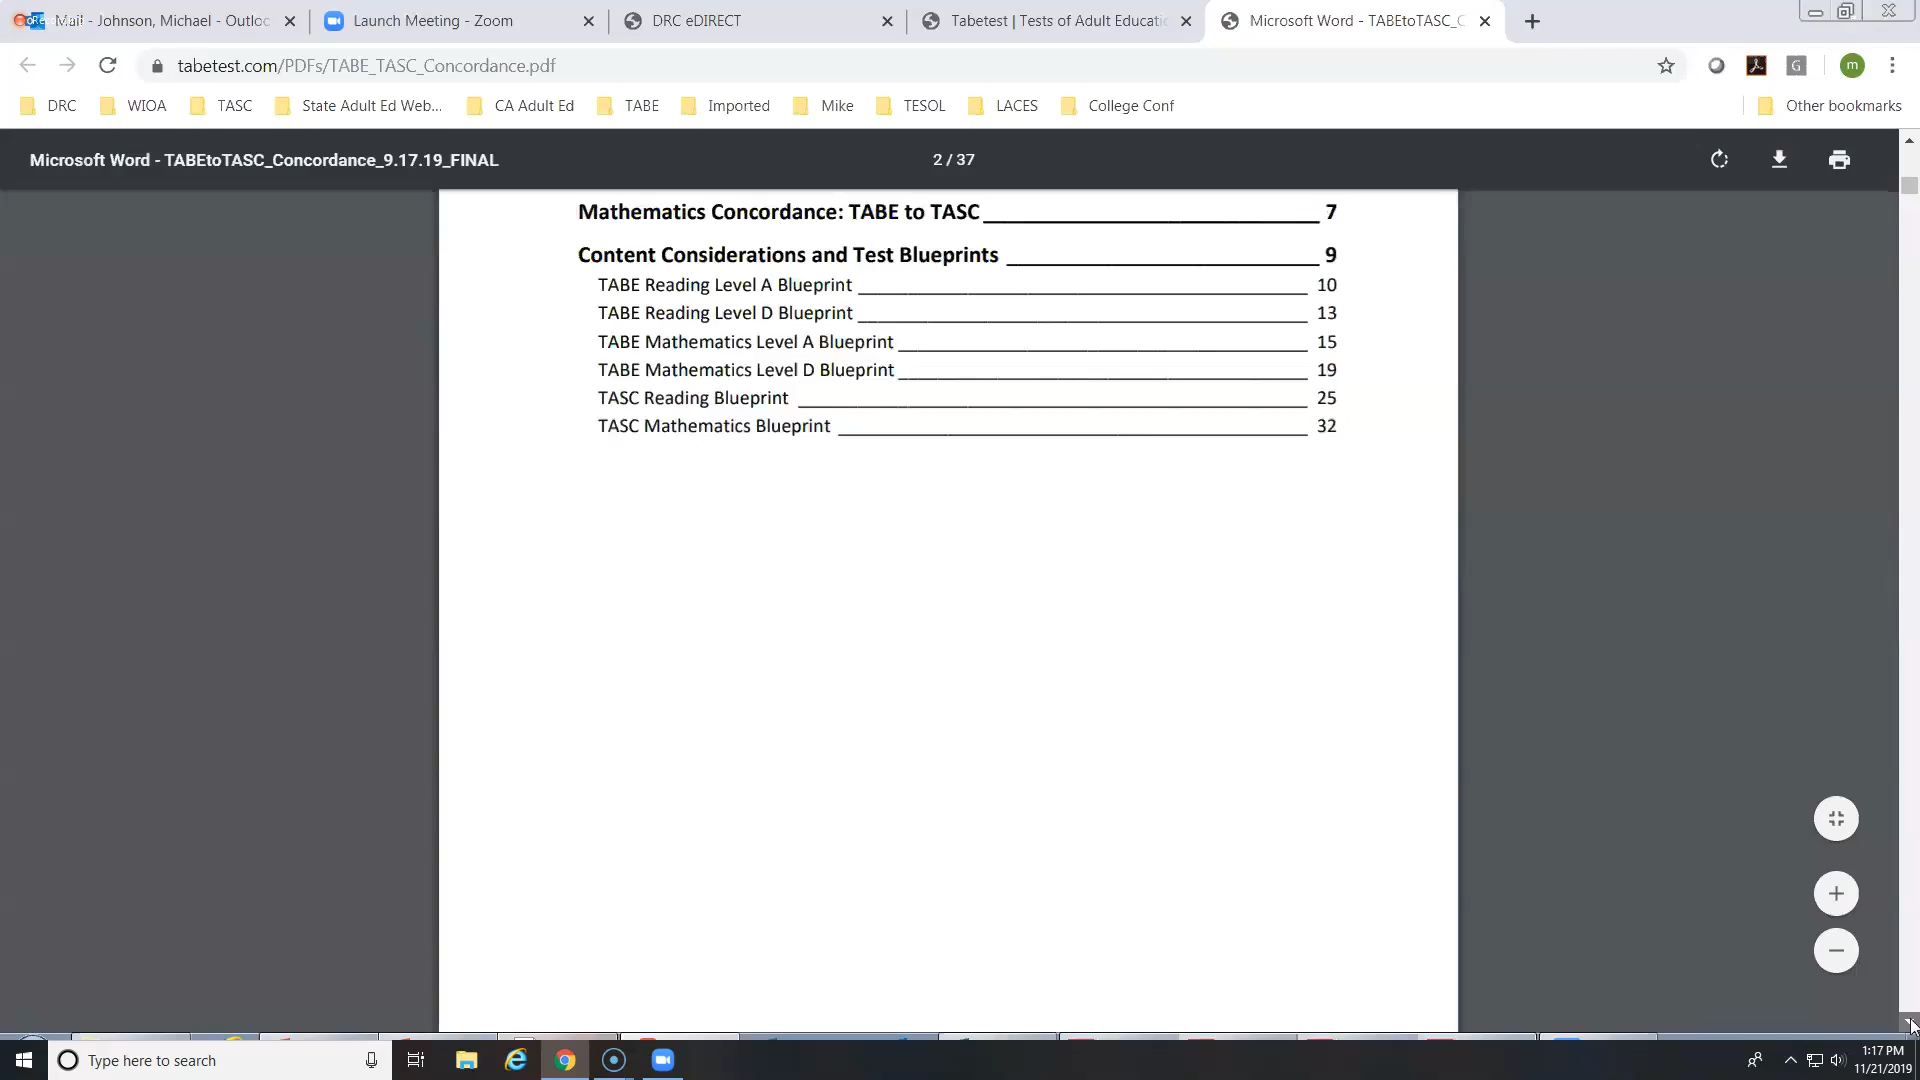 Mail - Johnson, Michael - Outloo
Launch Meeting - Zoom
DRC eDIRECT
Tabetest | Tests of Adult Educati
Microsoft Word - TABEtoTASC_C
tabetest.com/PDFs/TABE_TASC_Concordance.pdf
G
m
DRC
WIOA
TASC
State Adult Ed Web...
CA Adult Ed
TABE
Imported
Mike
TESOL
LACES
College Conf
Other bookmarks
Microsoft Word - TABEtoTASC_Concordance_9.17.19_FINAL
2 / 37
Mathematics Concordance: TABE to TASC 7
Content Considerations and Test Blueprints 9
TABE Reading Level A Blueprint 10
TABE Reading Level D Blueprint 13
TABE Mathematics Level A Blueprint 15
TABE Mathematics Level D Blueprint 19
TASC Reading Blueprint 25
TASC Mathematics Blueprint 32
Type here to search
1:17 PM
11/21/2019